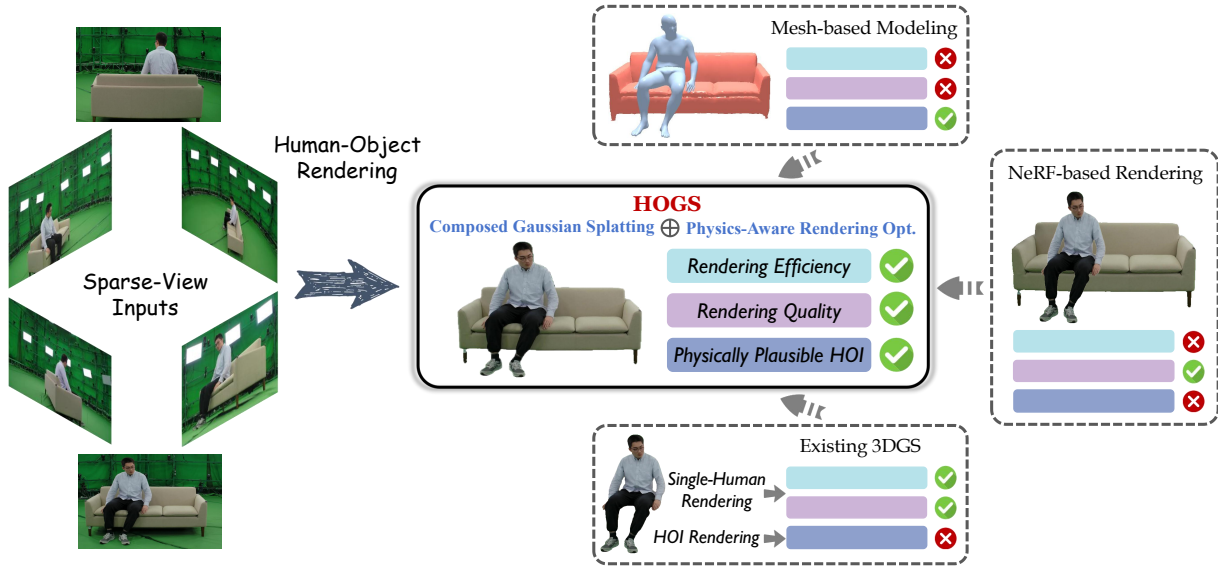 Human-Object
Rendering
Sparse-View
Inputs
Mesh-based Modeling
HOGS
Composed Gaussian Splatting ⊕ Physics-Aware Rendering Opt.
Rendering Efficiency
Rendering Quality
Physically Plausible HOI
NeRF-based Rendering
Existing 3DGS
Single-Human
Rendering
HOI Rendering